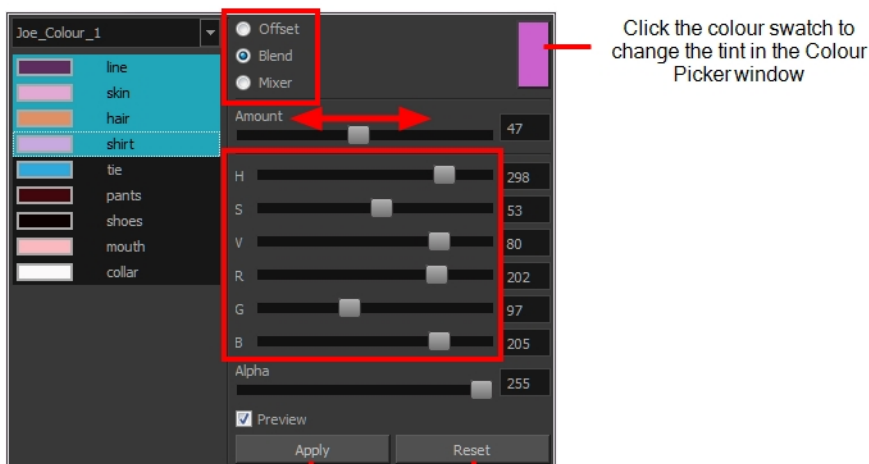 Joe_Colour_1
line
skin
hair
shirt
tie
pants
shoes
mouth
collar
Offset
Blend
Mixer
Amount
47
H 298
S 53
V 80
R 202
G 97
B 205
Alpha
255
Preview
Apply Reset
Click the colour swatch to
change the tint in the Colour
Picker window